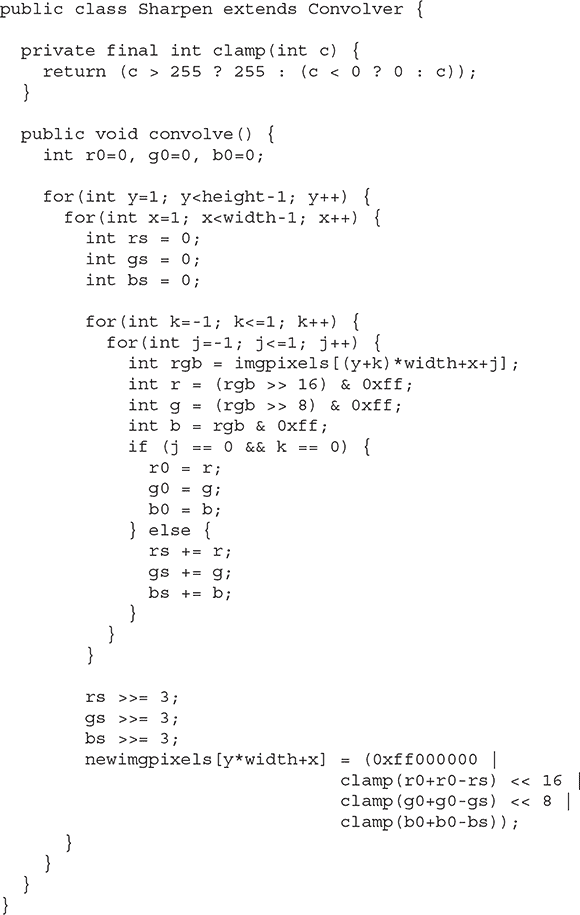 public class Sharpen extends Convolver {

  private final int clamp(int c) {
    return (c > 255 ? 255 : (c < 0 ? 0 : c));
  }

  public void convolve() {
    int r0=0, g0=0, b0=0;

    for(int y=1; y<height-1; y++) {
      for(int x=1; x<width-1; x++) {
        int rs = 0;
        int gs = 0;
        int bs = 0;

        for(int k=-1; k<=1; k++) {
          for(int j=-1; j<=1; j++) {
            int rgb = imgpixels[(y+k)*width+x+j];
            int r = (rgb >> 16) & 0xff;
            int g = (rgb >> 8) & 0xff;
            int b = rgb & 0xff;
            if (j == 0 && k == 0) {
              r0 = r;
              g0 = g;
              b0 = b;
            } else {
              rs += r;
              gs += g;
              bs += b;
            }
          }
        }

        rs >>= 3;
        gs >>= 3;
        bs >>= 3;
        newimgpixels[y*width+x] = (0xff000000 |
                                clamp(r0+r0-rs) << 16 |
                                clamp(g0+g0-gs) << 8 |
                                clamp(b0+b0-bs));
      }
    }
  }
}